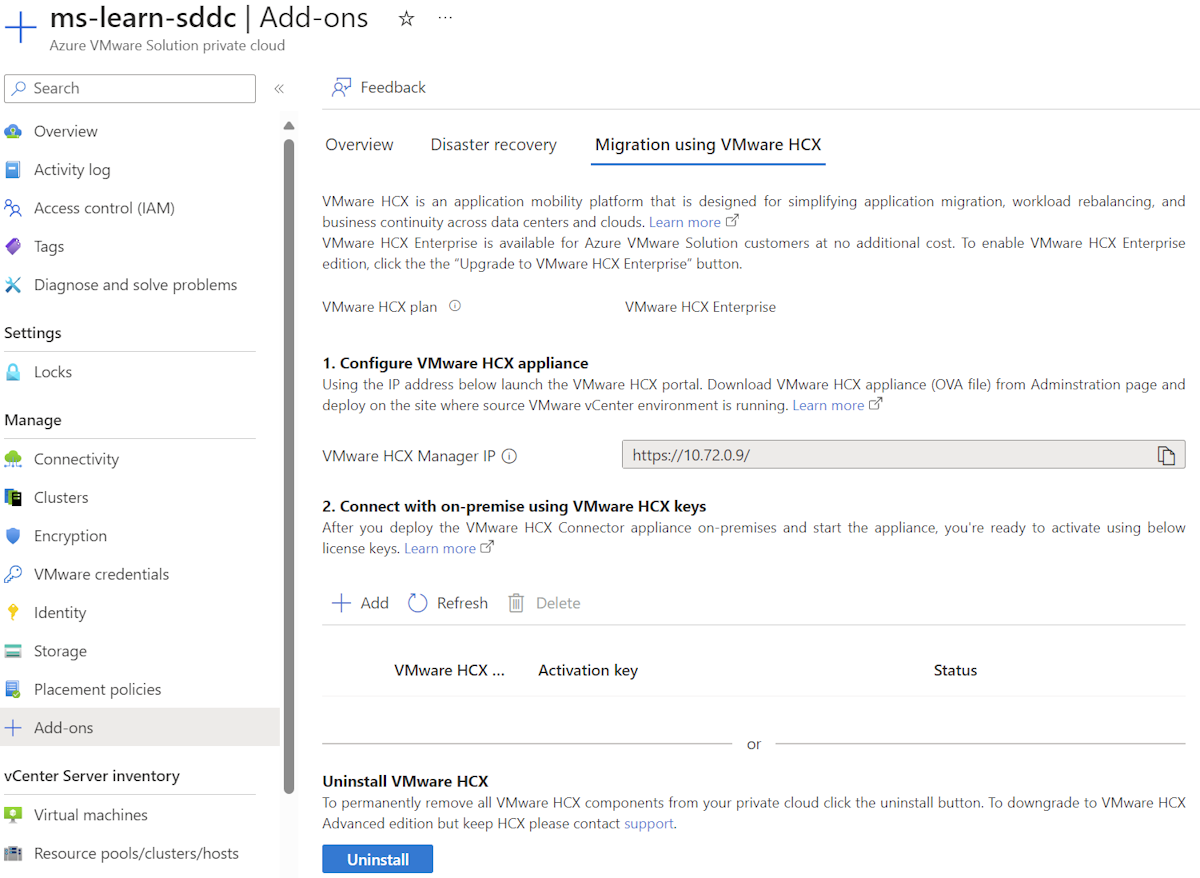 ms-learn-sddc | Add-ons
Azure VMware Solution private cloud
Search
Overview
Activity log
Access control (IAM)
Tags
Diagnose and solve problems
Settings
Locks
Manage
Connectivity
Clusters
Encryption
VMware credentials
Identity
Storage
Placement policies
Add-ons
vCenter Server inventory
Virtual machines
Resource pools/clusters/hosts
Feedback
Overview
Disaster recovery
Migration using VMware HCX
VMware HCX is an application mobility platform that is designed for simplifying application migration, workload rebalancing, and
business continuity across data centers and clouds. Learn more
VMware HCX Enterprise is available for Azure VMware Solution customers at no additional cost. To enable VMware HCX Enterprise
edition, click the the “Upgrade to VMware HCX Enterprise” button.
VMware HCX plan
VMware HCX Enterprise
1. Configure VMware HCX appliance
Using the IP address below launch the VMware HCX portal. Download VMware HCX appliance (OVA file) from Adminstration page and
deploy on the site where source VMware vCenter environment is running. Learn more
VMware HCX Manager IP
https://10.72.0.9/
2. Connect with on-premise using VMware HCX keys
After you deploy the VMware HCX Connector appliance on-premises and start the appliance, you're ready to activate using below
license keys. Learn more
Add
Refresh
Delete
VMware HCX ...
Activation key
Status
or
Uninstall VMware HCX
To permanently remove all VMware HCX components from your private cloud click the uninstall button. To downgrade to VMware HCX
Advanced edition but keep HCX please contact support.
Uninstall